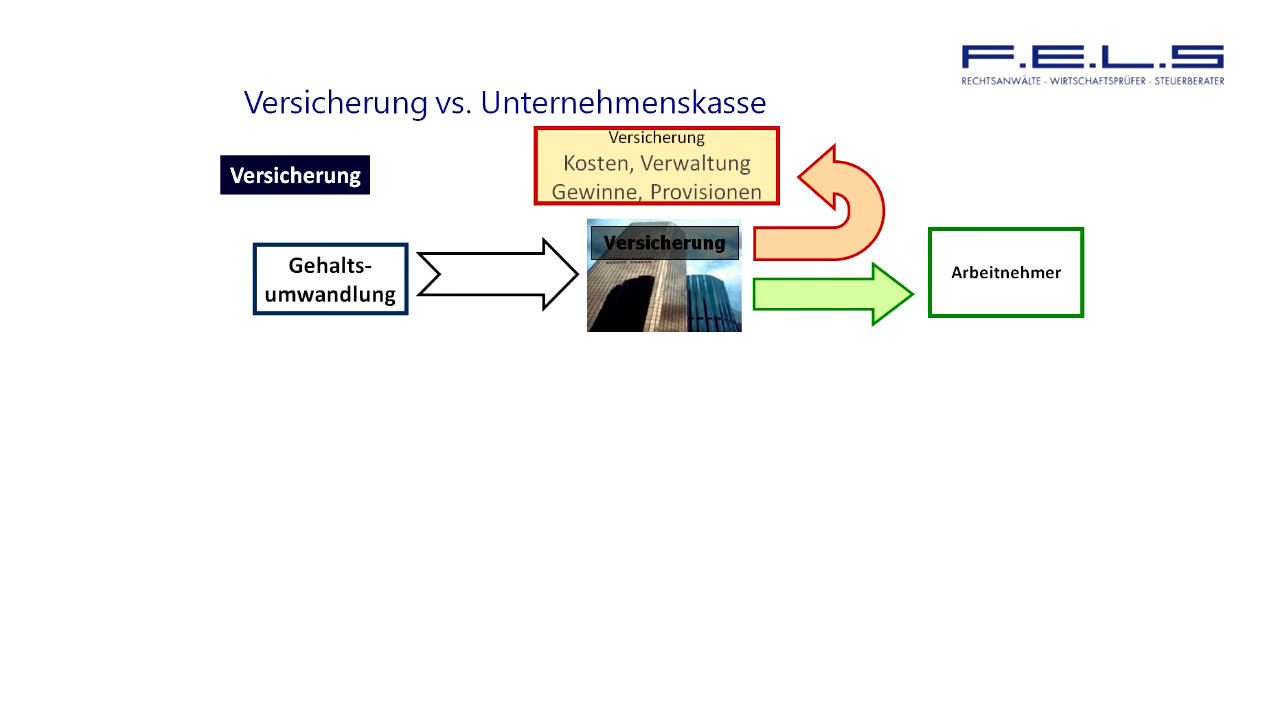 F.E.L.S
RECHTSANWÄLTE - WIRTSCHAFTSPRÜFER - STEUERBERATER
Versicherung vs. Unternehmenskasse
Versicherung
Kosten, Verwaltung
Gewinne, Provisionen
Versicherung
Versicherung
Gehalts-
umwandlung
Arbeitnehmer